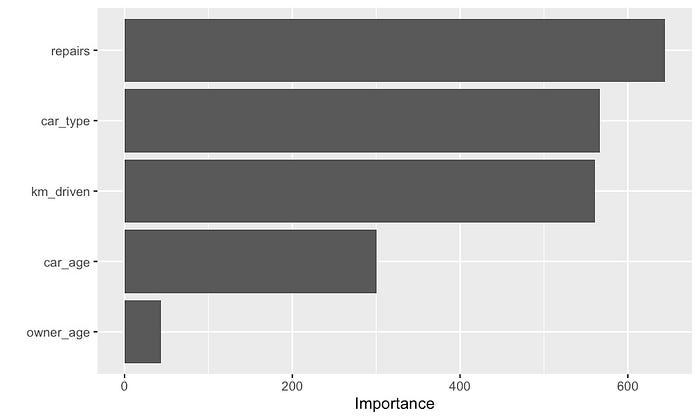 repairs
car_type
km_driven
car_age
owner_age
0 200 400 600
Importance